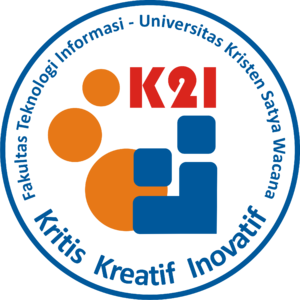 Fakultas Teknologi Informasi - Universitas Kristen Satya Wacana
K2I
Kritis Kreatif Inovatif